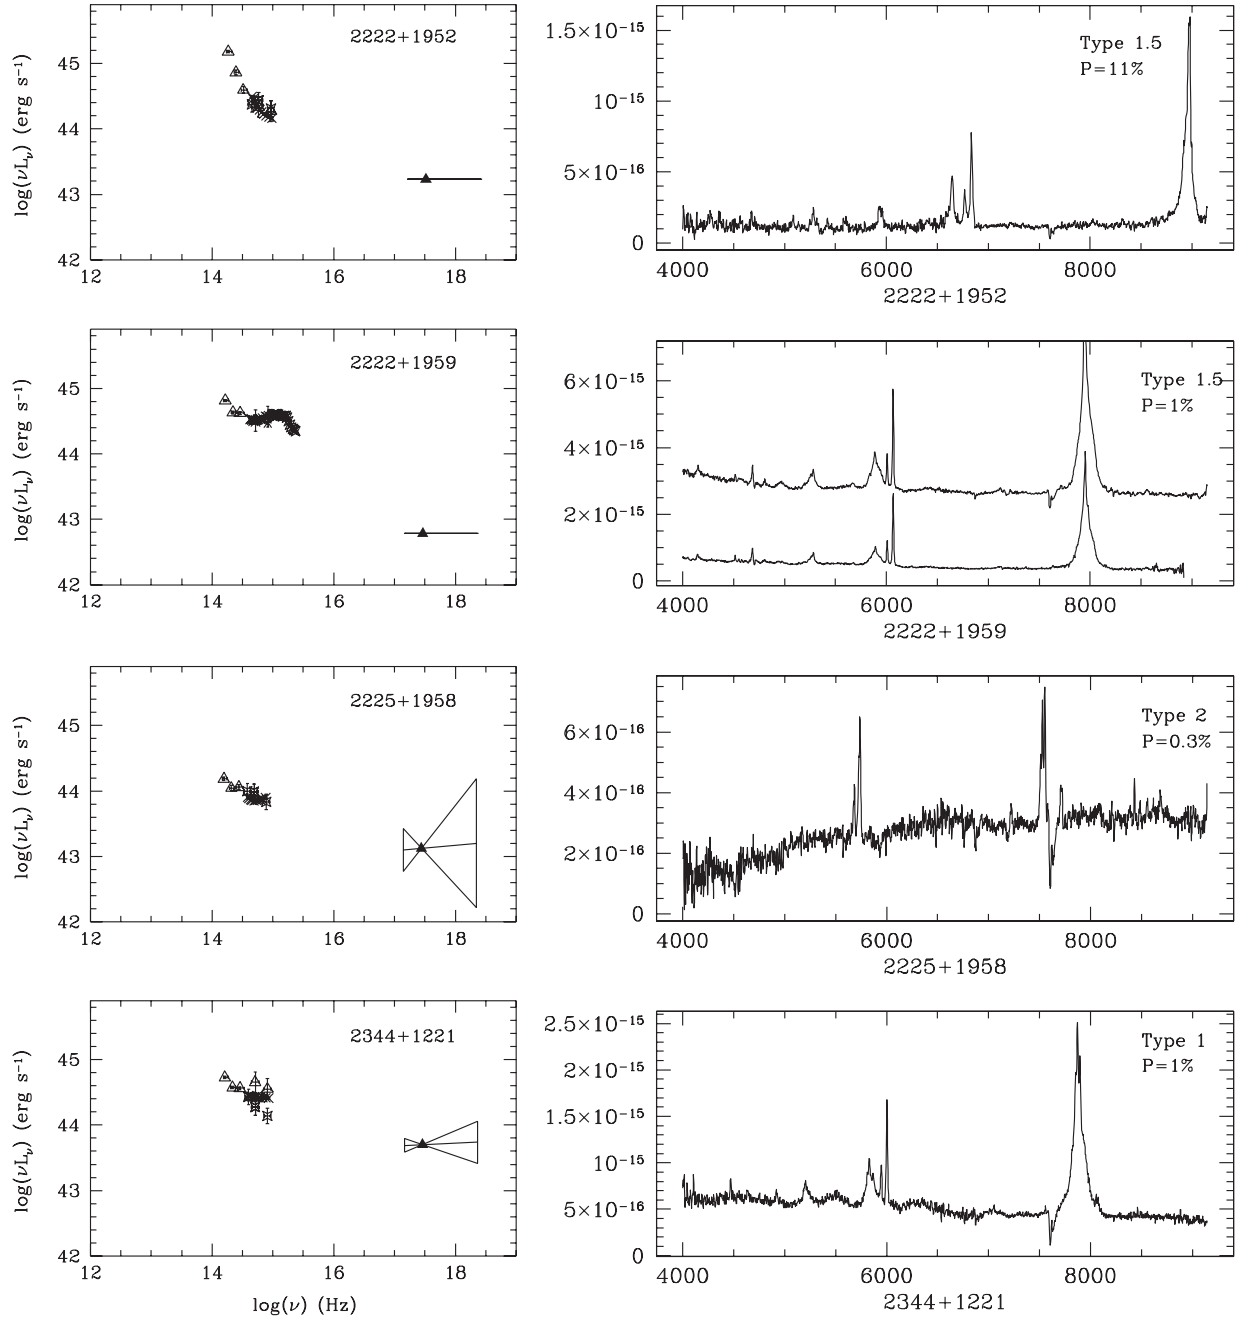 2222+1952
log(νLν) (erg s⁻¹)
45
44
43
42
12 14 16 18
1.5×10⁻¹⁵
10⁻¹⁵
5×10⁻¹⁶
0
Type 1.5
P=11%
4000 6000 8000
2222+1952
2222+1959
log(νLν) (erg s⁻¹)
45
44
43
42
12 14 16 18
6×10⁻¹⁵
4×10⁻¹⁵
2×10⁻¹⁵
0
Type 1.5
P=1%
4000 6000 8000
2222+1959
2225+1958
log(νLν) (erg s⁻¹)
45
44
43
42
12 14 16 18
6×10⁻¹⁶
4×10⁻¹⁶
2×10⁻¹⁶
0
Type 2
P=0.3%
4000 6000 8000
2225+1958
2344+1221
log(νLν) (erg s⁻¹)
45
44
43
42
12 14 16 18
log(ν) (Hz)
2.5×10⁻¹⁵
2×10⁻¹⁵
1.5×10⁻¹⁵
10⁻¹⁵
5×10⁻¹⁶
0
Type 1
P=1%
4000 6000 8000
2344+1221